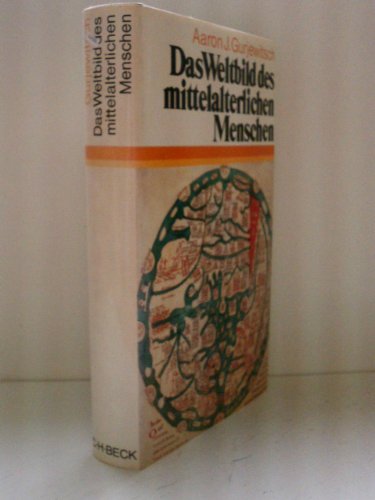 Aaron J. Gurjewitsch
Das Weltbild des
mittelalterlichen
Menschen
Gurjewitsch
Das Weltbild des
mittelalterlichen
Menschen
C·H·BECK